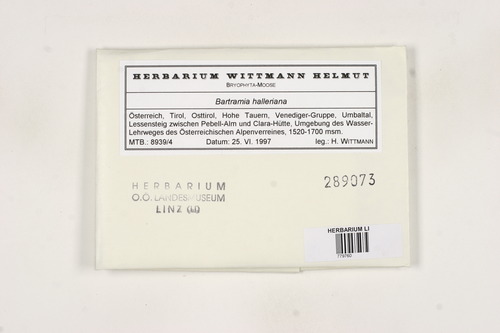 HERBARIUM WITTMANN HELMUT
BRYOPHYTA-MOOSE
Bartramia halleriana
Österreich, Tirol, Osttirol, Hohe Tauern, Venediger-Gruppe, Umbaltal,
Lessensteig zwischen Pebell-Alm und Clara-Hütte, Umgebung des Wasser-
Lehrweges des Österreichischen Alpenvereines, 1520-1700 msm.
MTB.: 8939/4 Datum: 25. VI. 1997 leg.: H. WITTMANN
HERBARIUM
O.Ö. LANDESMUSEUM
LINZ
289073
HERBARIUM LI
779760